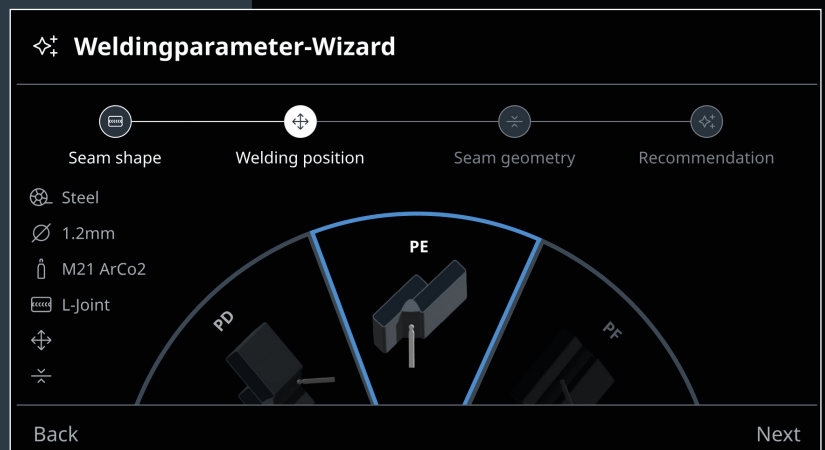 Weldingparameter-Wizard
Seam shape
Welding position
Seam geometry
Recommendation
Steel
1.2mm
M21 ArCo2
L-Joint
PD
PE
PF
Back
Next